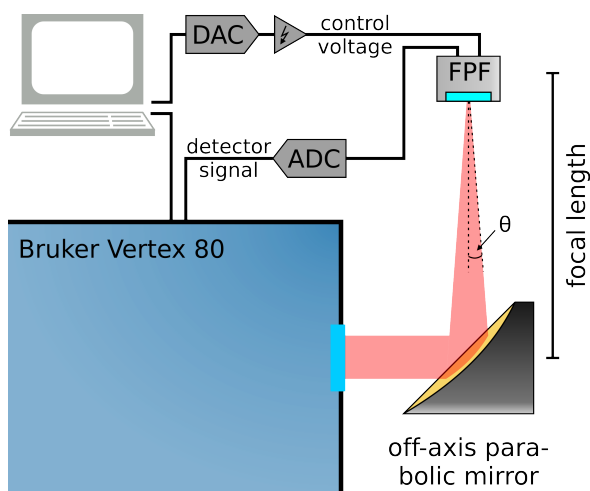 DAC
control
voltage
FPF
detector
signal
ADC
θ
focal length
Bruker Vertex 80
off-axis para-
bolic mirror